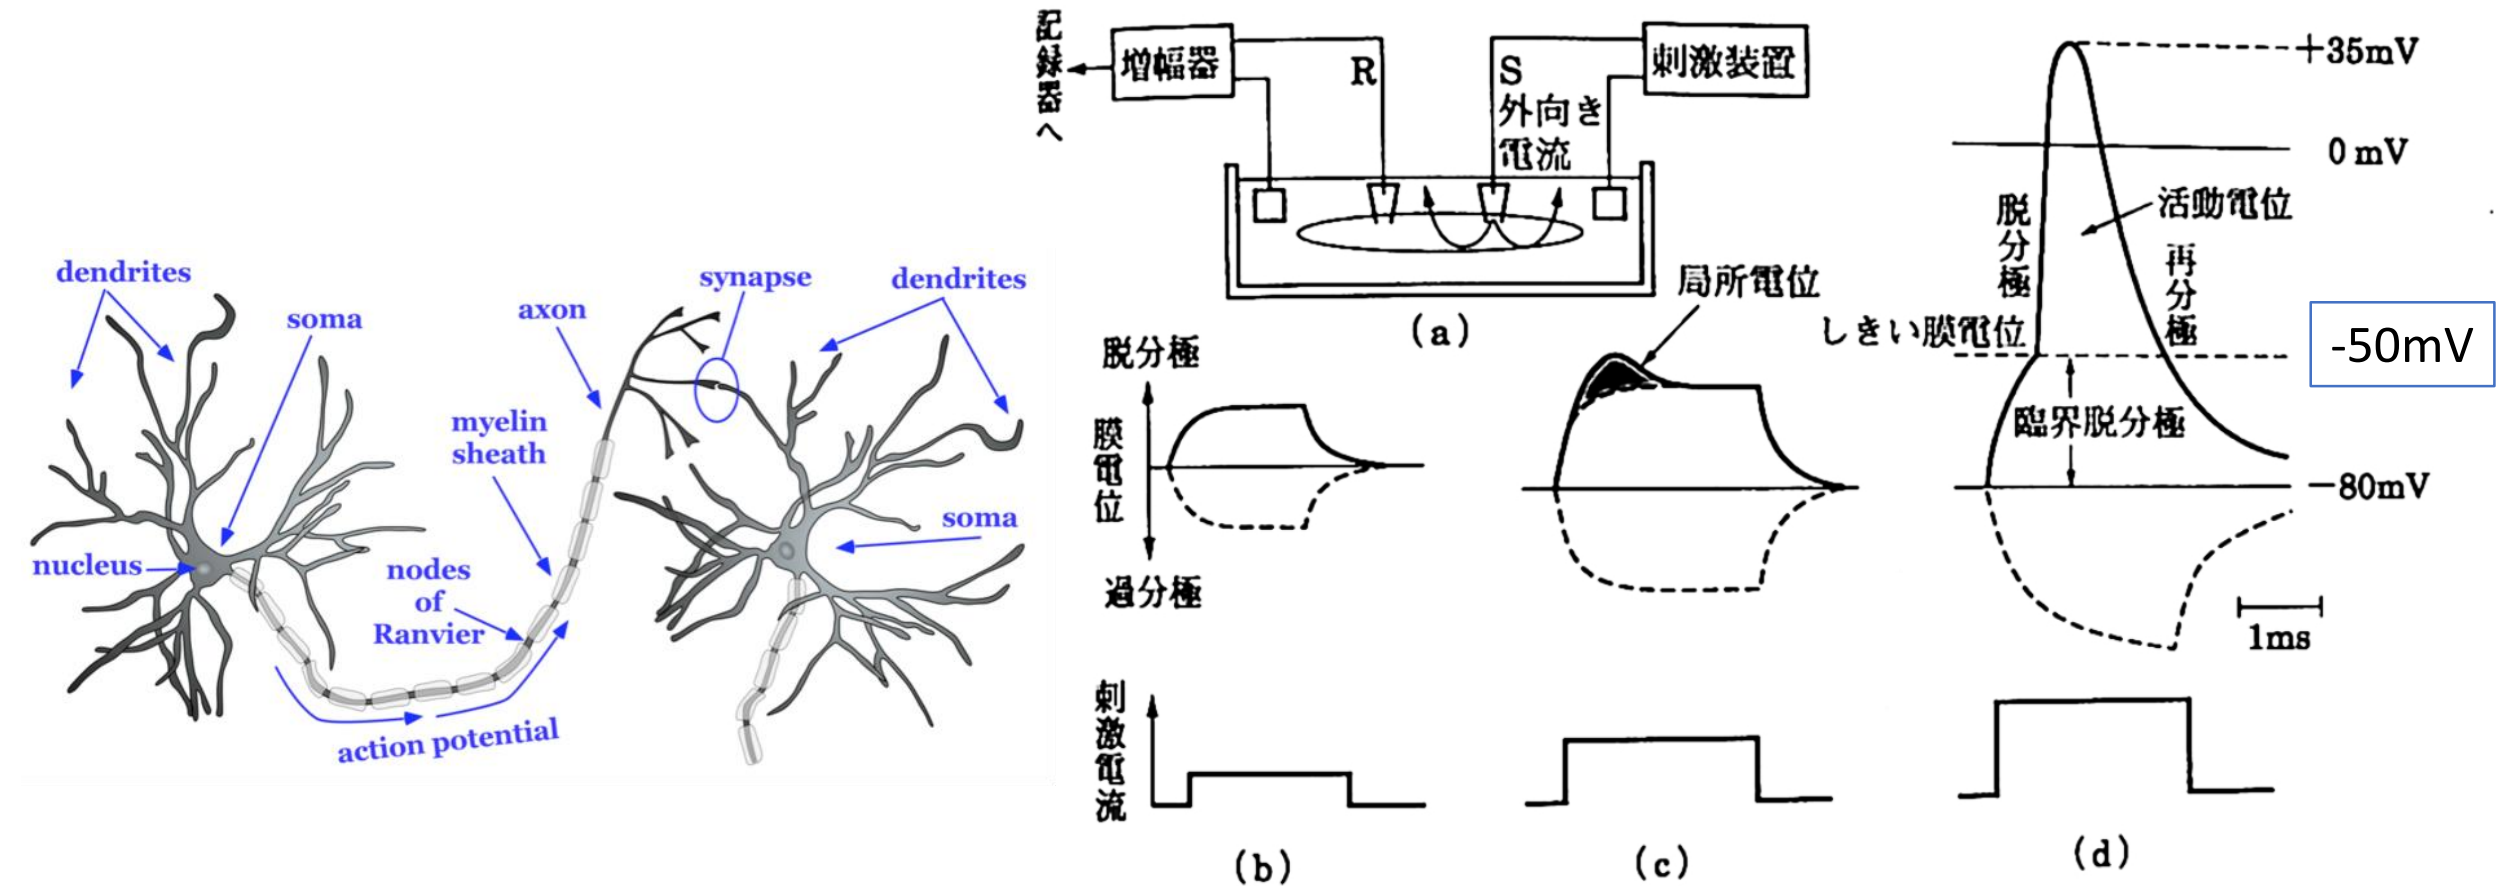 dendrites
soma
nucleus
axon
myelin
sheath
nodes
of
Ranvier
action potential
synapse
dendrites
soma
記録器へ
増幅器
R
S
外向き
電流
刺激装置
(a)
脱分極
膜電位
過分極
刺激電流
(b)
局所電位
(c)
+35mV
0 mV
脱分極
活動電位
再分極
しきい膜電位
-50mV
臨界脱分極
−80mV
1ms
(d)